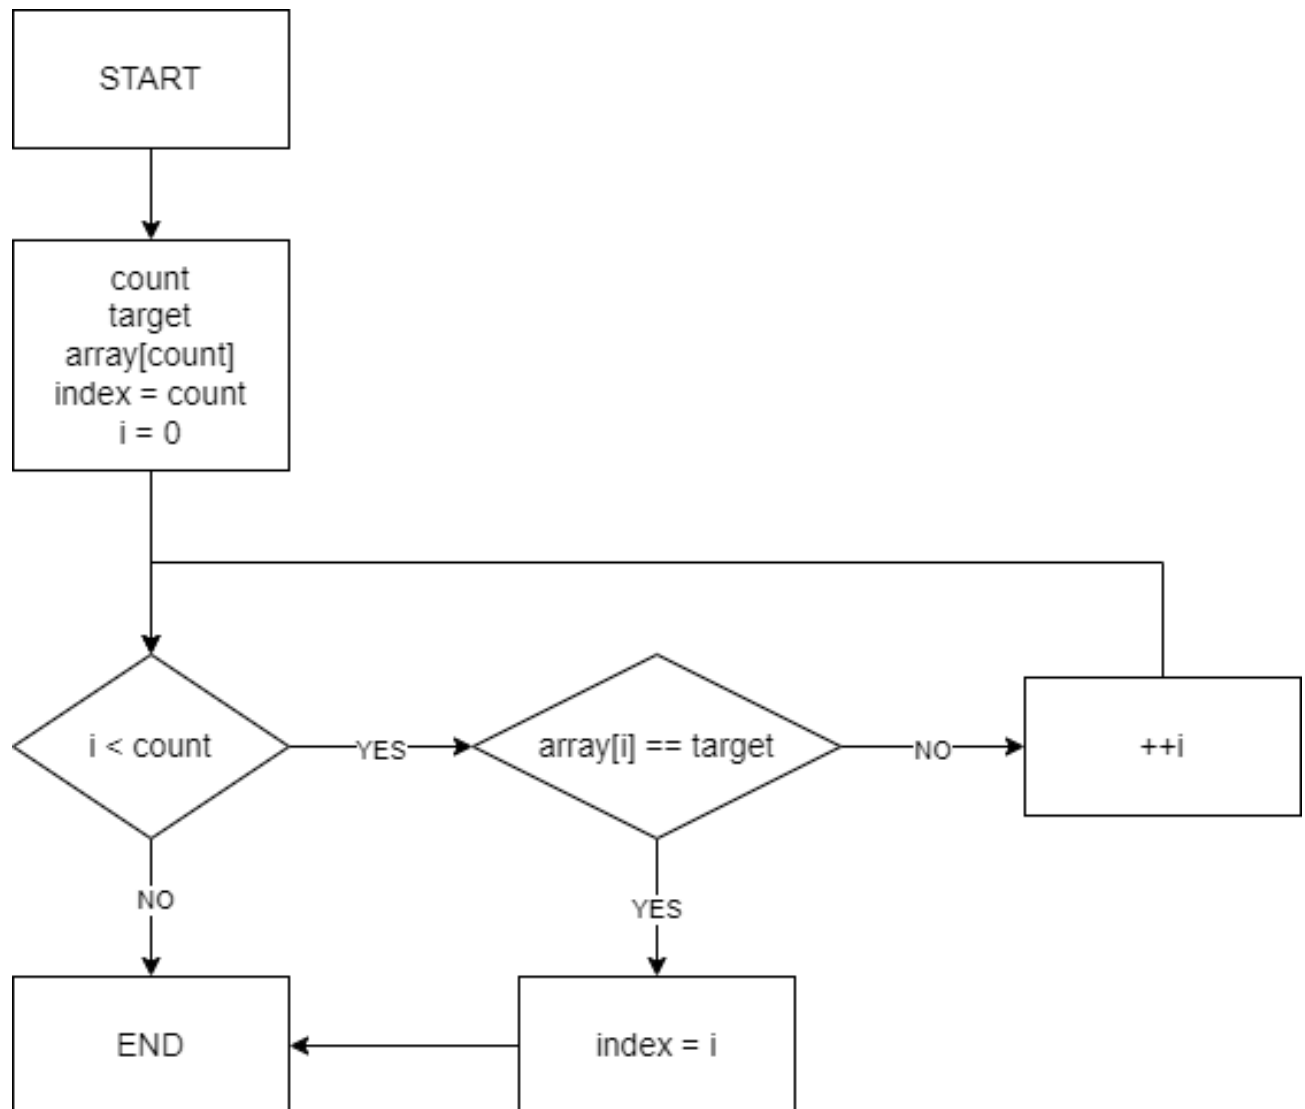 START
count
target
array[count]
index = count
i = 0
i < count
YES
array[i] == target
NO
++i
NO
YES
END
index = i